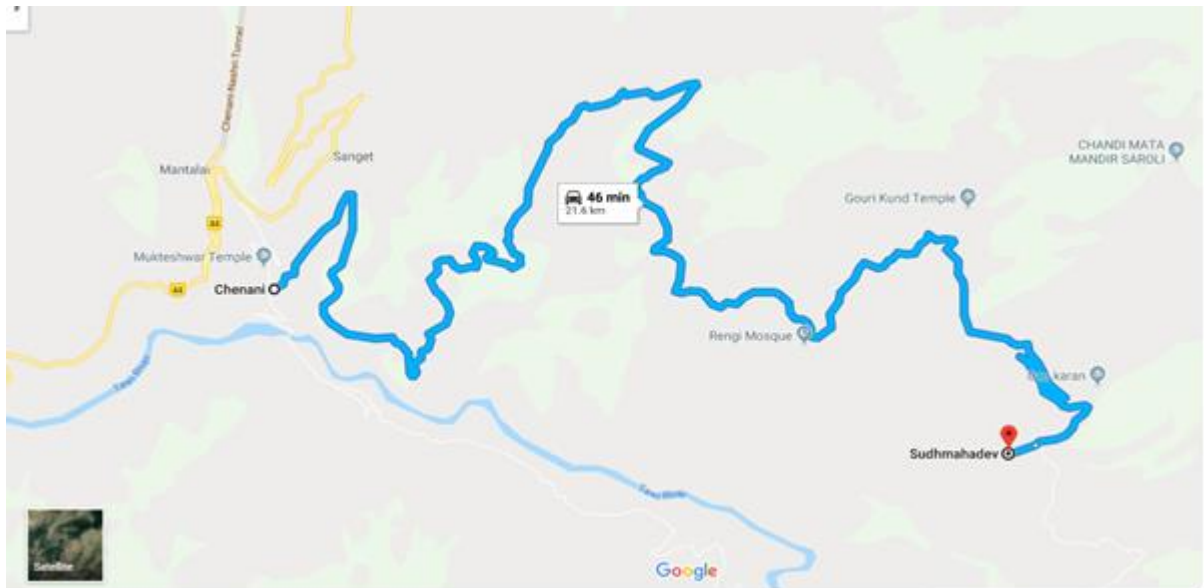 Chenani-Nashri Tunnel
Mantalai
Sanget
44
Mukteshwar Temple
44
Chenani
46 min
21.6 km
CHANDI MATA
MANDIR SAROLI
Gouri Kund Temple
Rengi Mosque
karan
Sudhmahadev
Satellite
Google